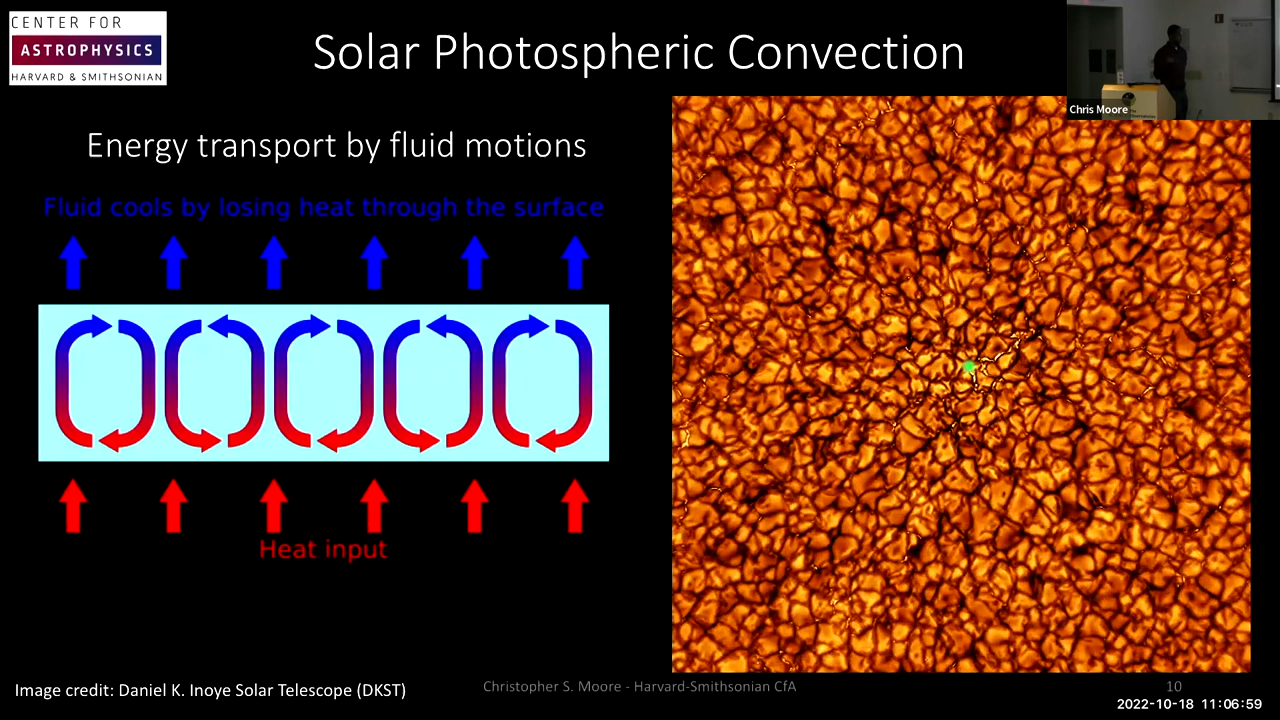 CENTER FOR
ASTROPHYSICS
HARVARD & SMITHSONIAN
Solar Photospheric Convection
Chris Moore
Energy transport by fluid motions
Fluid cools by losing heat through the surface
Heat input
Image credit: Daniel K. Inoye Solar Telescope (DKST)
Christopher S. Moore - Harvard-Smithsonian CfA
10
2022-10-18 11:06:59